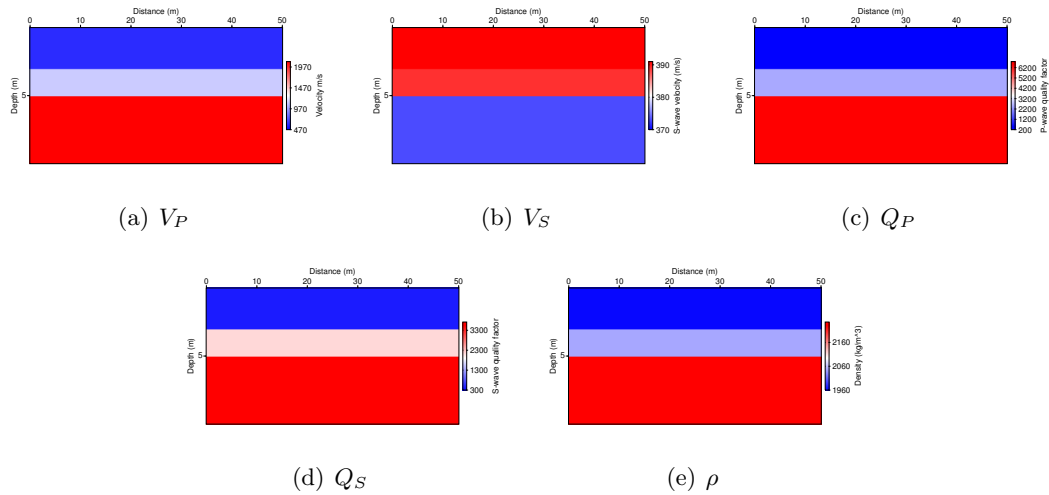 Distance (m)
0 10 20 30 40 50
Depth (m)
5
1970
1470
970
470
Velocity m/s
(a) V_P
Distance (m)
0 10 20 30 40 50
Depth (m)
5
390
380
370
S-wave velocity (m/s)
(b) V_S
Distance (m)
0 10 20 30 40 50
Depth (m)
5
6200
5200
4200
3200
2200
1200
200
P-wave quality factor
(c) Q_P
Distance (m)
0 10 20 30 40 50
Depth (m)
5
3300
2300
1300
300
S-wave quality factor
(d) Q_S
Distance (m)
0 10 20 30 40 50
Depth (m)
5
2160
2060
1960
Density (kg/m^3)
(e) ρ